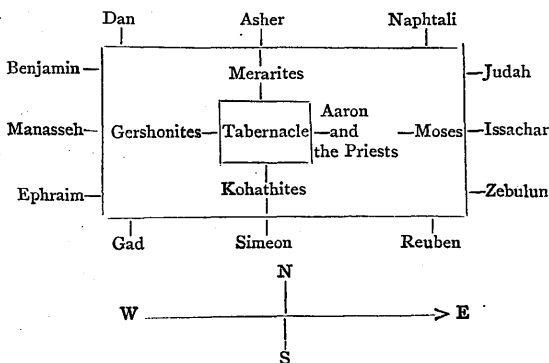 Dan Asher Naphtali
Benjamin Merarites Judah
Aaron
Manasseh Gershonites Tabernacle and Moses Issachar
the Priests
Ephraim Kohathites Zebulun
Gad Simeon Reuben
N
W E
S